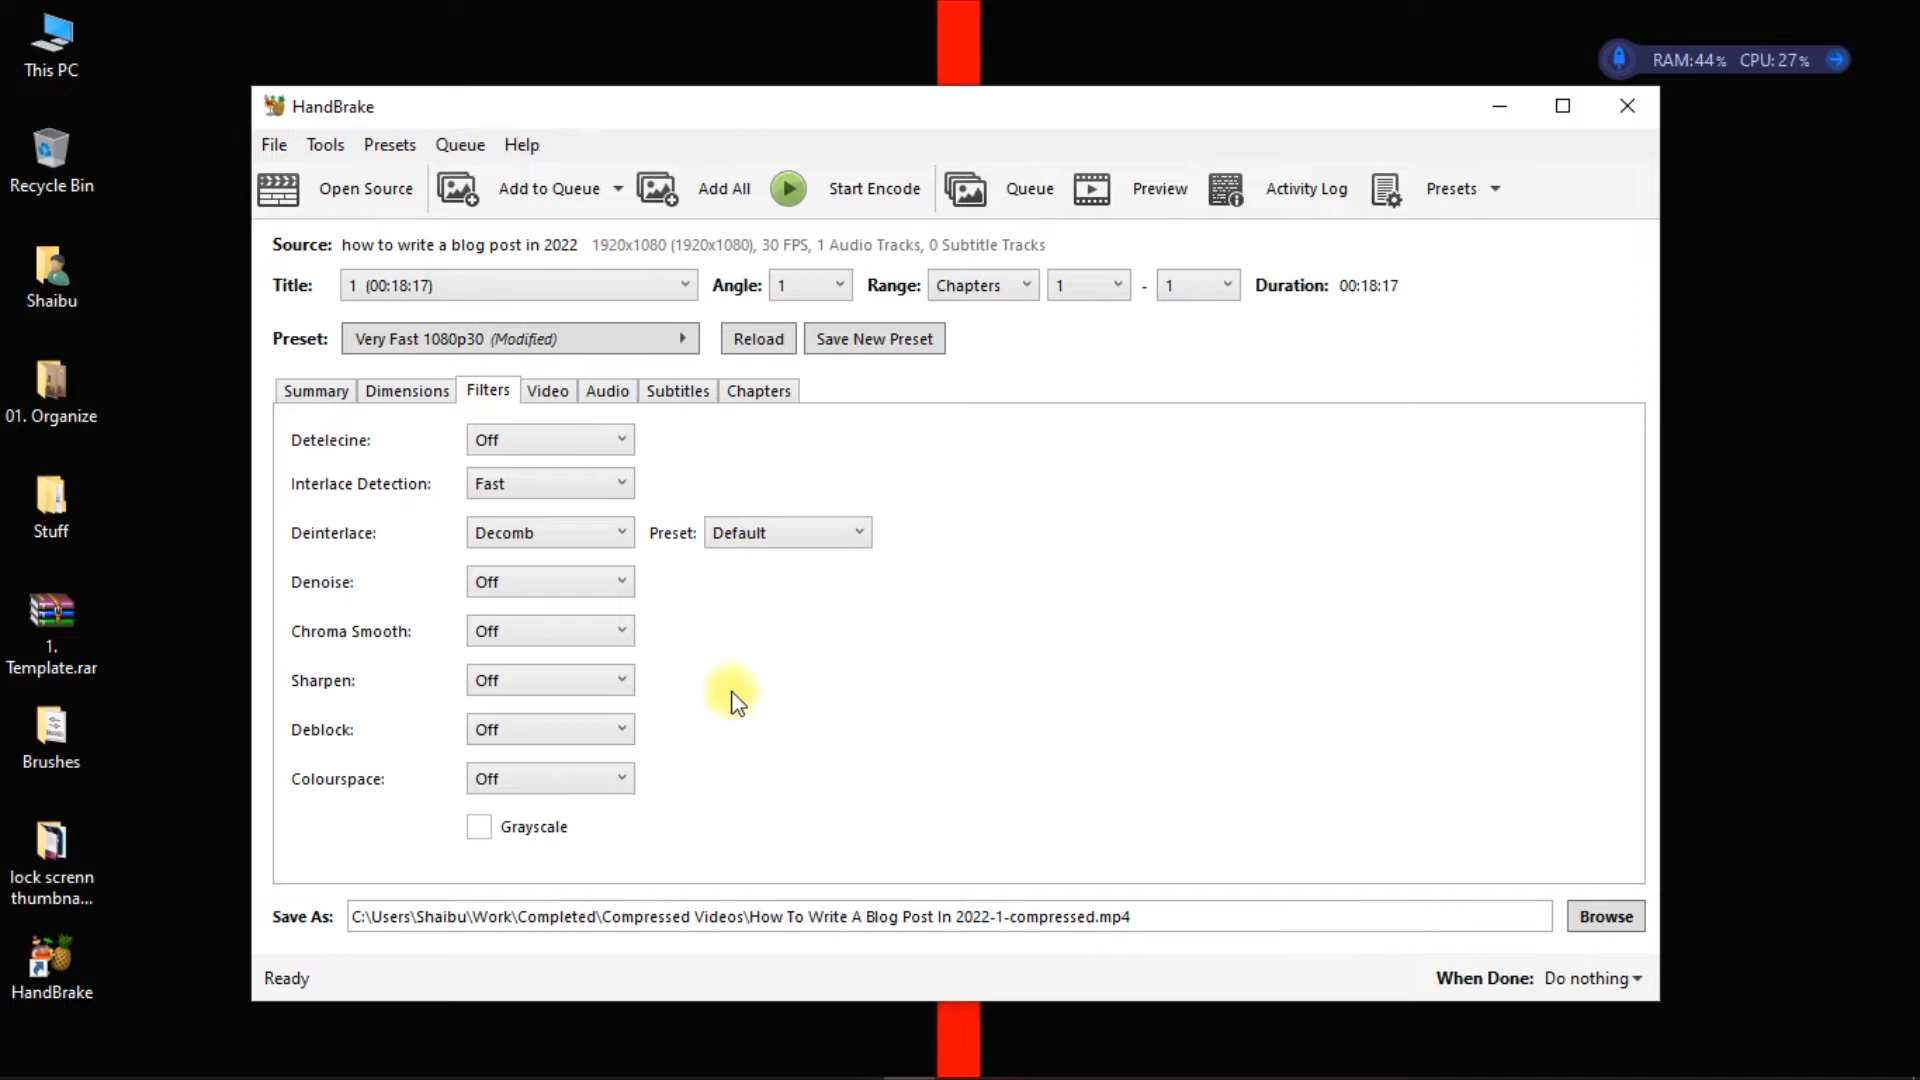 This PC
Recycle Bin
Shaibu
01. Organize
Stuff
1.
Template.rar
Brushes
lock screnn
thumbna...
HandBrake
RAM:44% CPU: 27%
HandBrake
File Tools Presets Queue Help
Open Source Add to Queue Add All Start Encode Queue Preview Activity Log Presets
Source: how to write a blog post in 2022 1920x1080 (1920x1080), 30 FPS, 1 Audio Tracks, 0 Subtitle Tracks
Title: 1 (00:18:17) Angle: 1 Range: Chapters 1 - 1 Duration: 00:18:17
Preset: Very Fast 1080p30 (Modified) Reload Save New Preset
Summary Dimensions Filters Video Audio Subtitles Chapters
Detelecine: Off
Interlace Detection: Fast
Deinterlace: Decomb Preset: Default
Denoise: Off
Chroma Smooth: Off
Sharpen: Off
Deblock: Off
Colourspace: Off
Grayscale
Save As: C:\Users\Shaibu\Work\Completed\Compressed Videos\How To Write A Blog Post In 2022-1-compressed.mp4 Browse
Ready When Done: Do nothing